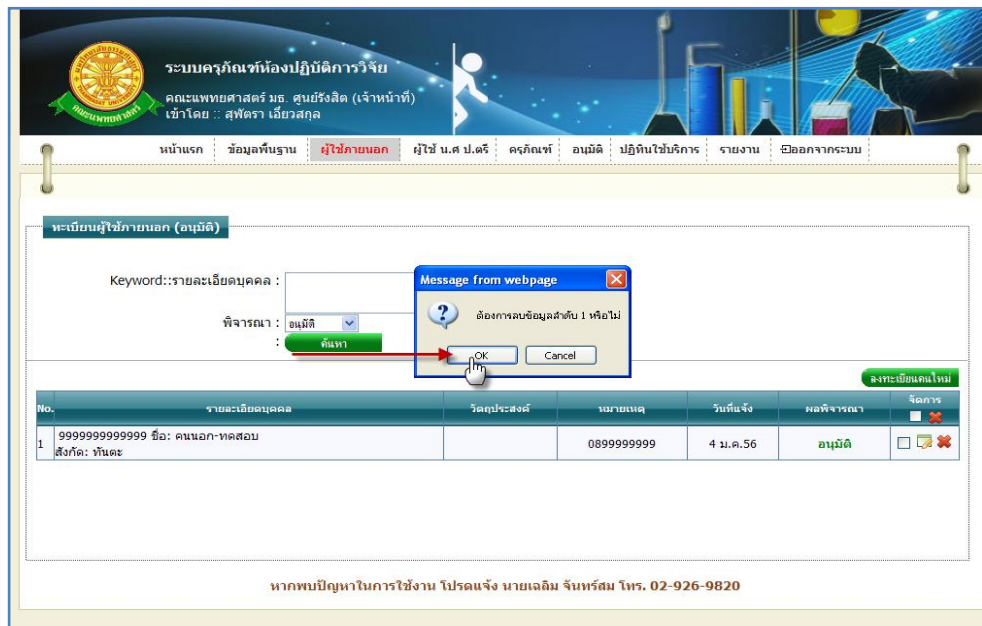 ระบบครุภัณฑ์ห้องปฏิบัติการวิจัย
คณะแพทยศาสตร์ มธ. ศูนย์รังสิต (เจ้าหน้าที่)
เข้าโดย :: สุพัตรา เอี่ยวสกุล
หน้าแรก ข้อมูลพื้นฐาน ผู้ใช้ภายนอก ผู้ใช้ น.ศ ป.ตรี ครุภัณฑ์ อนุมัติ ปฏิทินใช้บริการ รายงาน ออกจากระบบ
ทะเบียนผู้ใช้ภายนอก (อนุมัติ)
Keyword::รายละเอียดบุคคล :
พิจารณา : อนุมัติ
: ค้นหา
Message from webpage
ต้องการลบข้อมูลลำดับ 1 หรือไม่
OK Cancel
ลงทะเบียนคนใหม่
No. รายละเอียดบุคคล วัตถุประสงค์ หมายเหตุ วันที่แจ้ง ผลพิจารณา จัดการ
1 9999999999999 ชื่อ: คนนอก-ทดสอบ 0899999999 4 ม.ค.56 อนุมัติ
สังกัด: ทันตะ
หากพบปัญหาในการใช้งาน โปรดแจ้ง นายเฉลิม จันทร์สม โทร. 02-926-9820